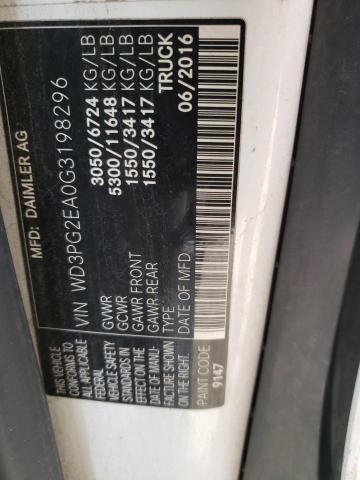 MFD: DAIMLER AG
VIN WD3PG2EA0G3198296
GVWR 3050/6724 KG/LB
GCWR 5300/11648 KG/LB
GAWR FRONT 1550/3417 KG/LB
GAWR REAR 1550/3417 KG/LB
TYPE TRUCK
DATE OF MFD 06/2016
THIS VEHICLE
CONFORMS TO
ALL APPLICABLE
FEDERAL
VEHICLE SAFETY
STANDARDS IN
EFFECT ON THE
DATE OF MANU-
FACTURE SHOWN
ON THE RIGHT.
PAINT CODE
9147